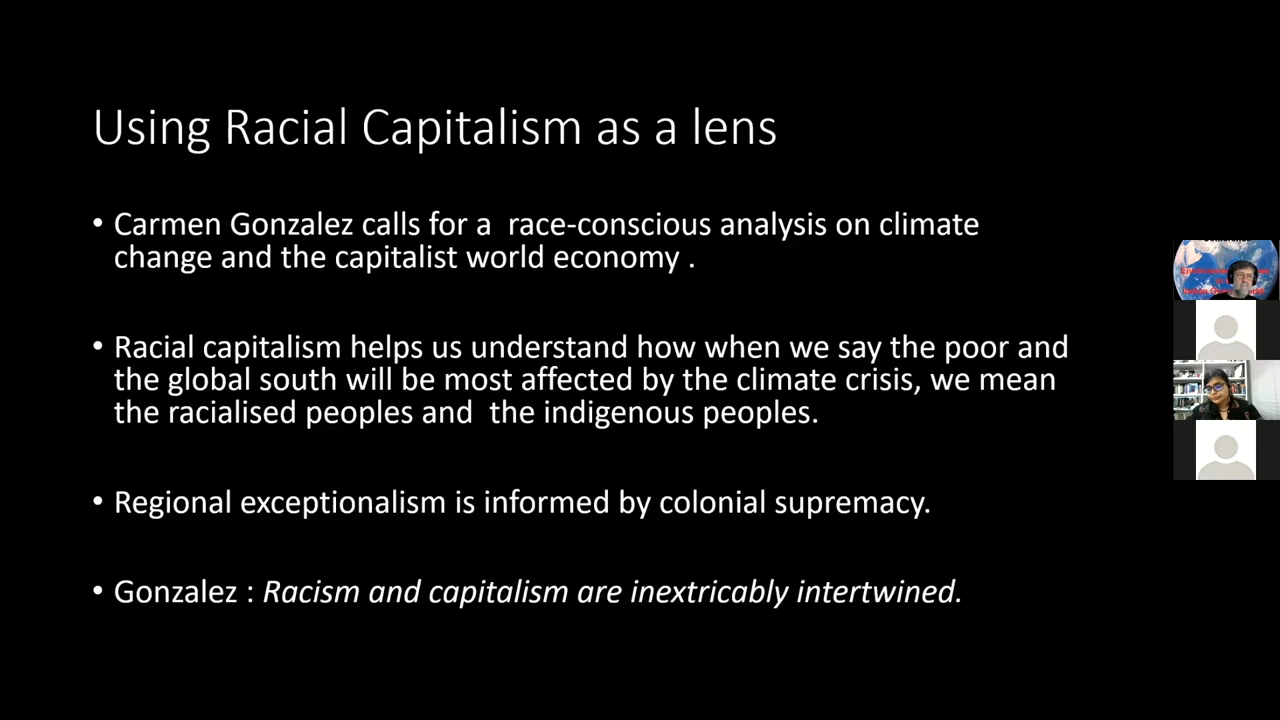 Using Racial Capitalism as a lens
• Carmen Gonzalez calls for a  race-conscious analysis on climate
change and the capitalist world economy .
• Racial capitalism helps us understand how when we say the poor and
the global south will be most affected by the climate crisis, we mean
the racialised peoples and  the indigenous peoples.
• Regional exceptionalism is informed by colonial supremacy.
• Gonzalez : Racism and capitalism are inextricably intertwined.